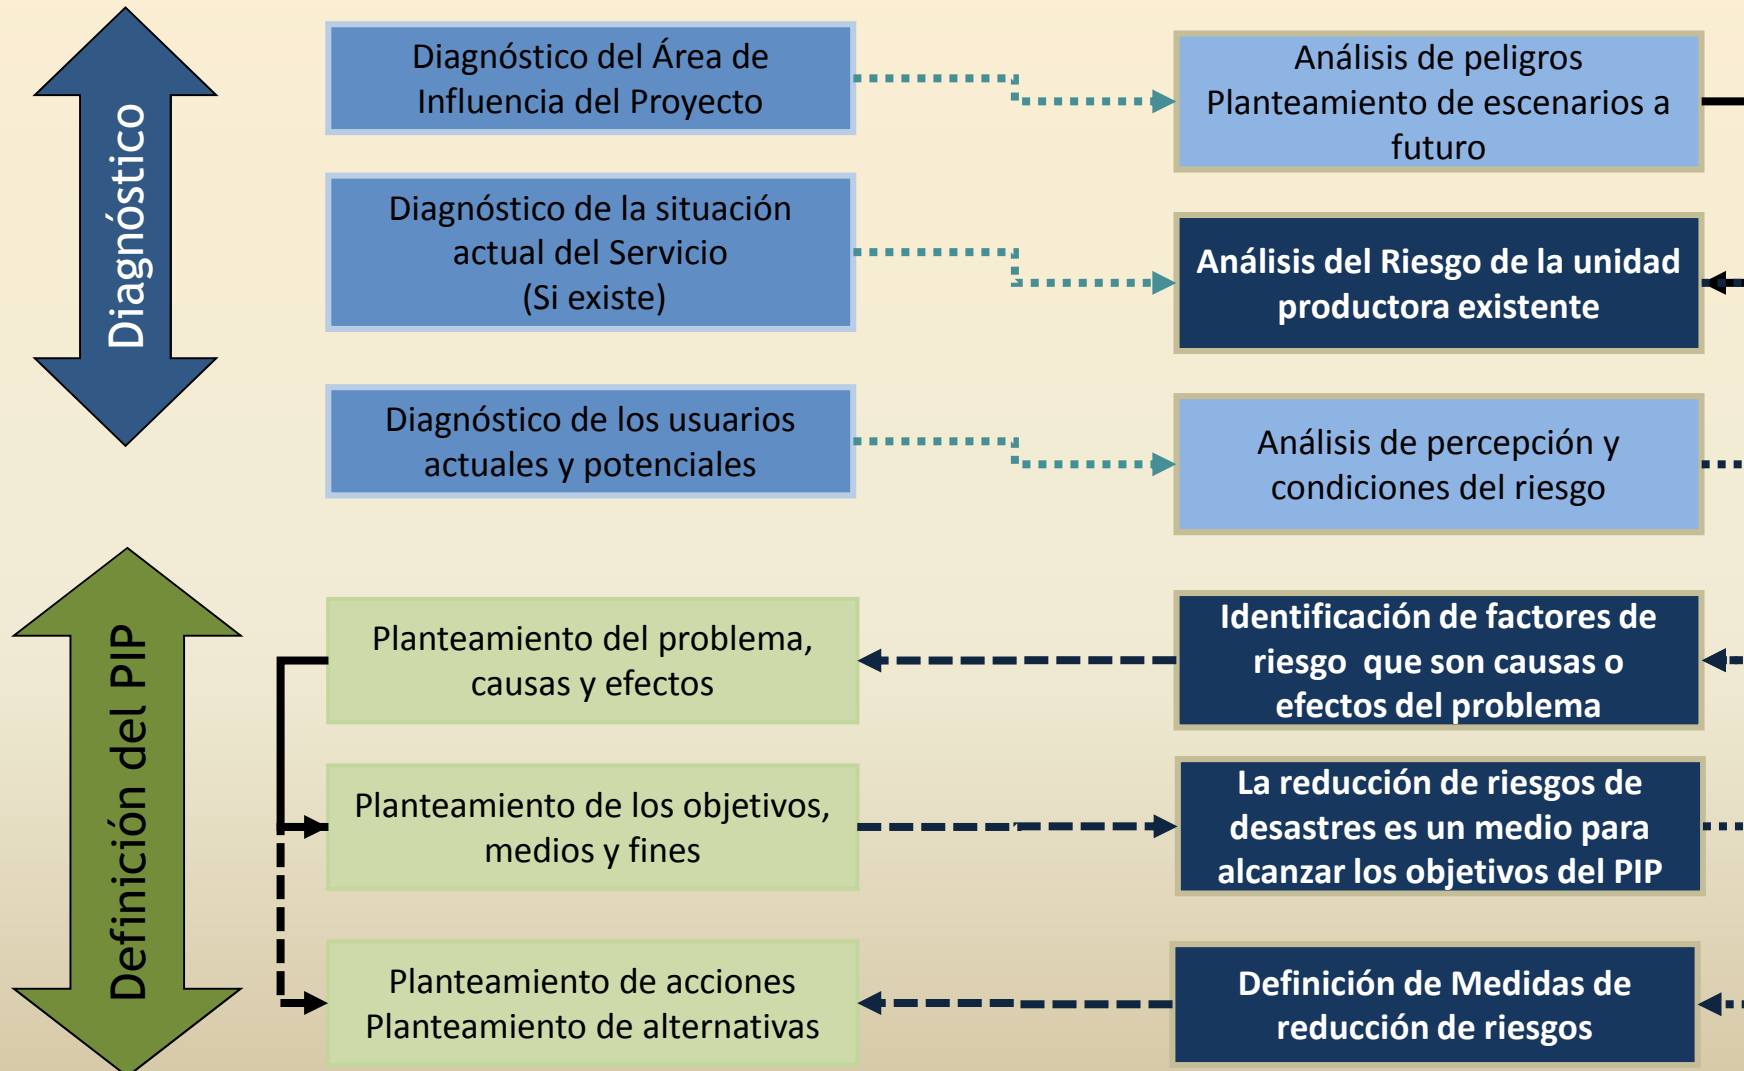 Diagnóstico
Diagnóstico del Área de
Influencia del Proyecto
Análisis de peligros
Planteamiento de escenarios a
futuro
Diagnóstico de la situación
actual del Servicio
(Si existe)
Análisis del Riesgo de la unidad
productora existente
Diagnóstico de los usuarios
actuales y potenciales
Análisis de percepción y
condiciones del riesgo
Definición del PIP
Planteamiento del problema,
causas y efectos
Identificación de factores de
riesgo que son causas o
efectos del problema
Planteamiento de los objetivos,
medios y fines
La reducción de riesgos de
desastres es un medio para
alcanzar los objetivos del PIP
Planteamiento de acciones
Planteamiento de alternativas
Definición de Medidas de
reducción de riesgos